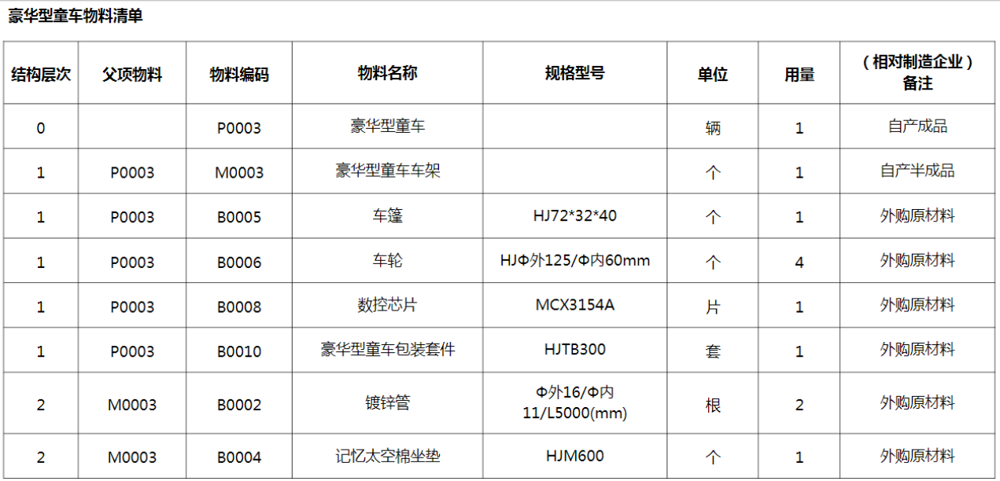 豪华型童车物料清单
结构层次 父项物料 物料编码 物料名称 规格型号 单位 用量 （相对制造企业）
备注
0 P0003 豪华型童车 辆 1 自产成品
1 P0003 M0003 豪华型童车车架 个 1 自产半成品
1 P0003 B0005 车篷 HJ72*32*40 个 1 外购原材料
1 P0003 B0006 车轮 HJΦ外125/Φ内60mm 个 4 外购原材料
1 P0003 B0008 数控芯片 MCX3154A 片 1 外购原材料
1 P0003 B0010 豪华型童车包装套件 HJTB300 套 1 外购原材料
2 M0003 B0002 镀锌管 Φ外16/Φ内
11/L5000(mm) 根 2 外购原材料
2 M0003 B0004 记忆太空棉坐垫 HJM600 个 1 外购原材料